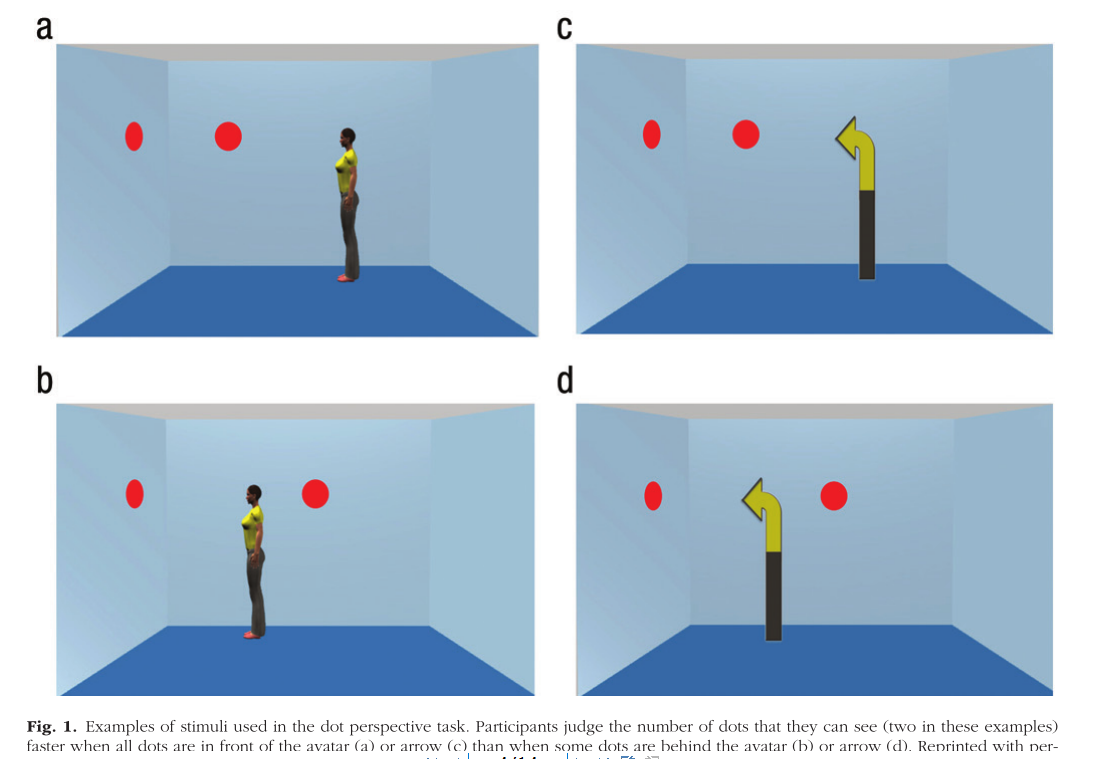 a
c
b
d
Fig. 1. Examples of stimuli used in the dot perspective task. Participants judge the number of dots that they can see (two in these examples)
faster when all dots are in front of the avatar (a) or arrow (c) than when some dots are behind the avatar (b) or arrow (d). Reprinted with per-